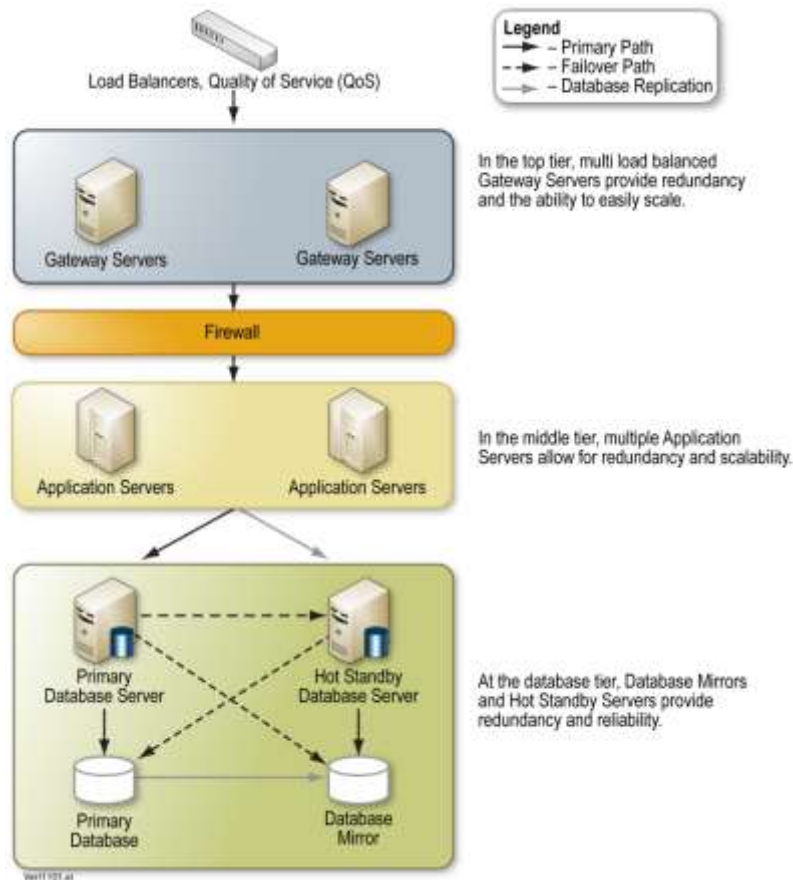 Load Balancers, Quality of Service (QoS)
Legend
– Primary Path
– Failover Path
– Database Replication
In the top tier, multi load balanced
Gateway Servers provide redundancy
and the ability to easily scale.
Gateway Servers
Gateway Servers
Firewall
In the middle tier, multiple Application
Servers allow for redundancy and scalability.
Application Servers
Application Servers
Primary
Database Server
Hot Standby
Database Server
At the database tier, Database Mirrors
and Hot Standby Servers provide
redundancy and reliability.
Primary
Database
Database
Mirror